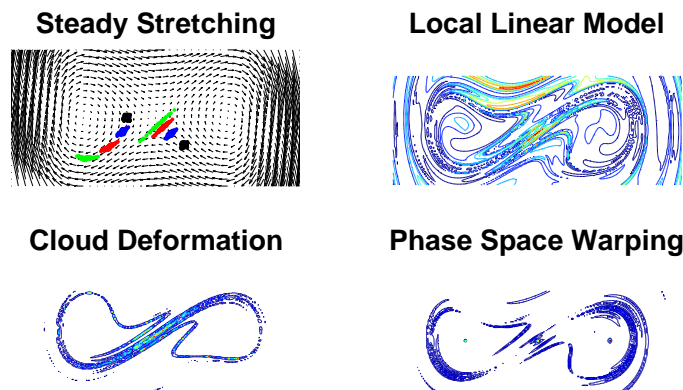 Steady Stretching
Local Linear Model
Cloud Deformation
Phase Space Warping